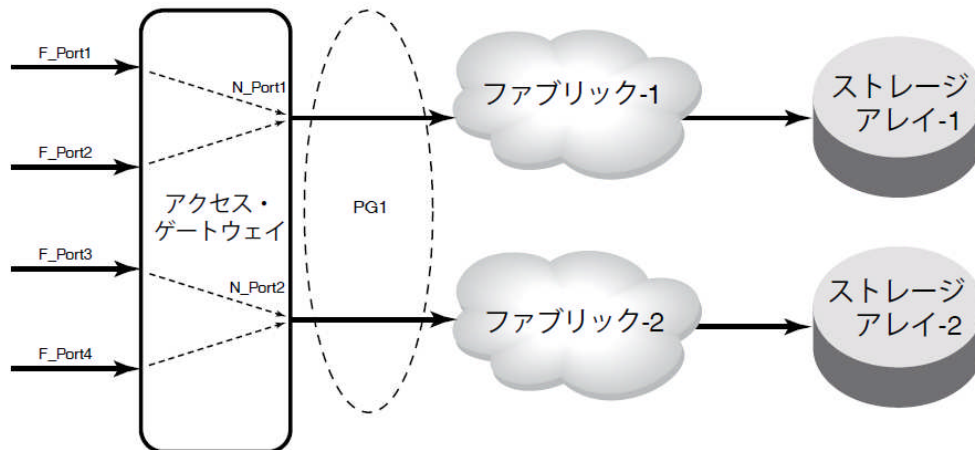 F_Port1
F_Port2
F_Port3
F_Port4
N_Port1
N_Port2
アクセス・
ゲートウェイ
PG1
ファブリック-1
ファブリック-2
ストレージ
アレイ-1
ストレージ
アレイ-2